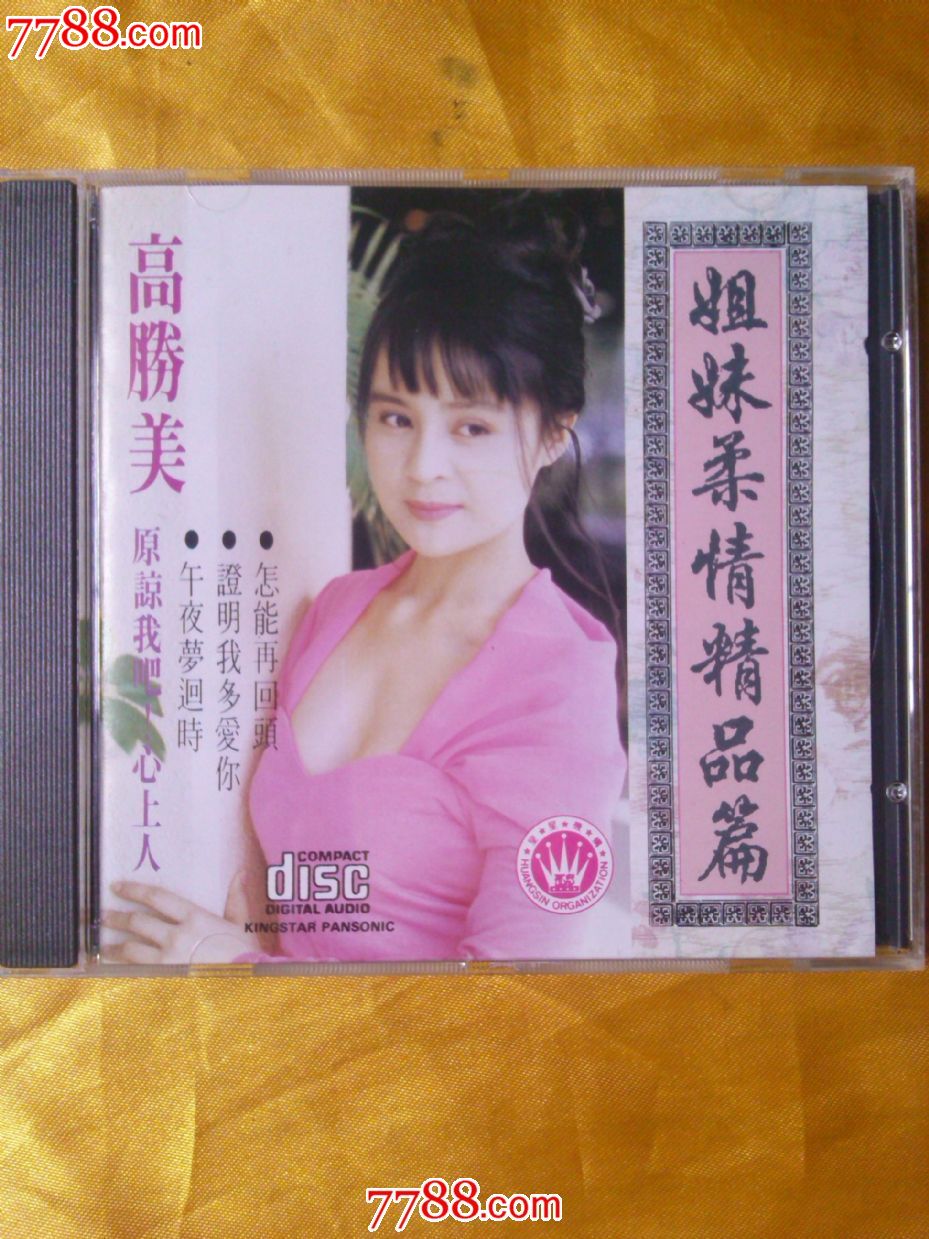 7788.com
高勝美
原諒我吧！心上人
●怎能再回頭
●證明我多愛你
●午夜夢迴時
姐妹柔情精品篇
COMPACT
disc
DIGITAL AUDIO
KINGSTAR PANSONIC
HUANGSIN ORGANIZATION
7788.com